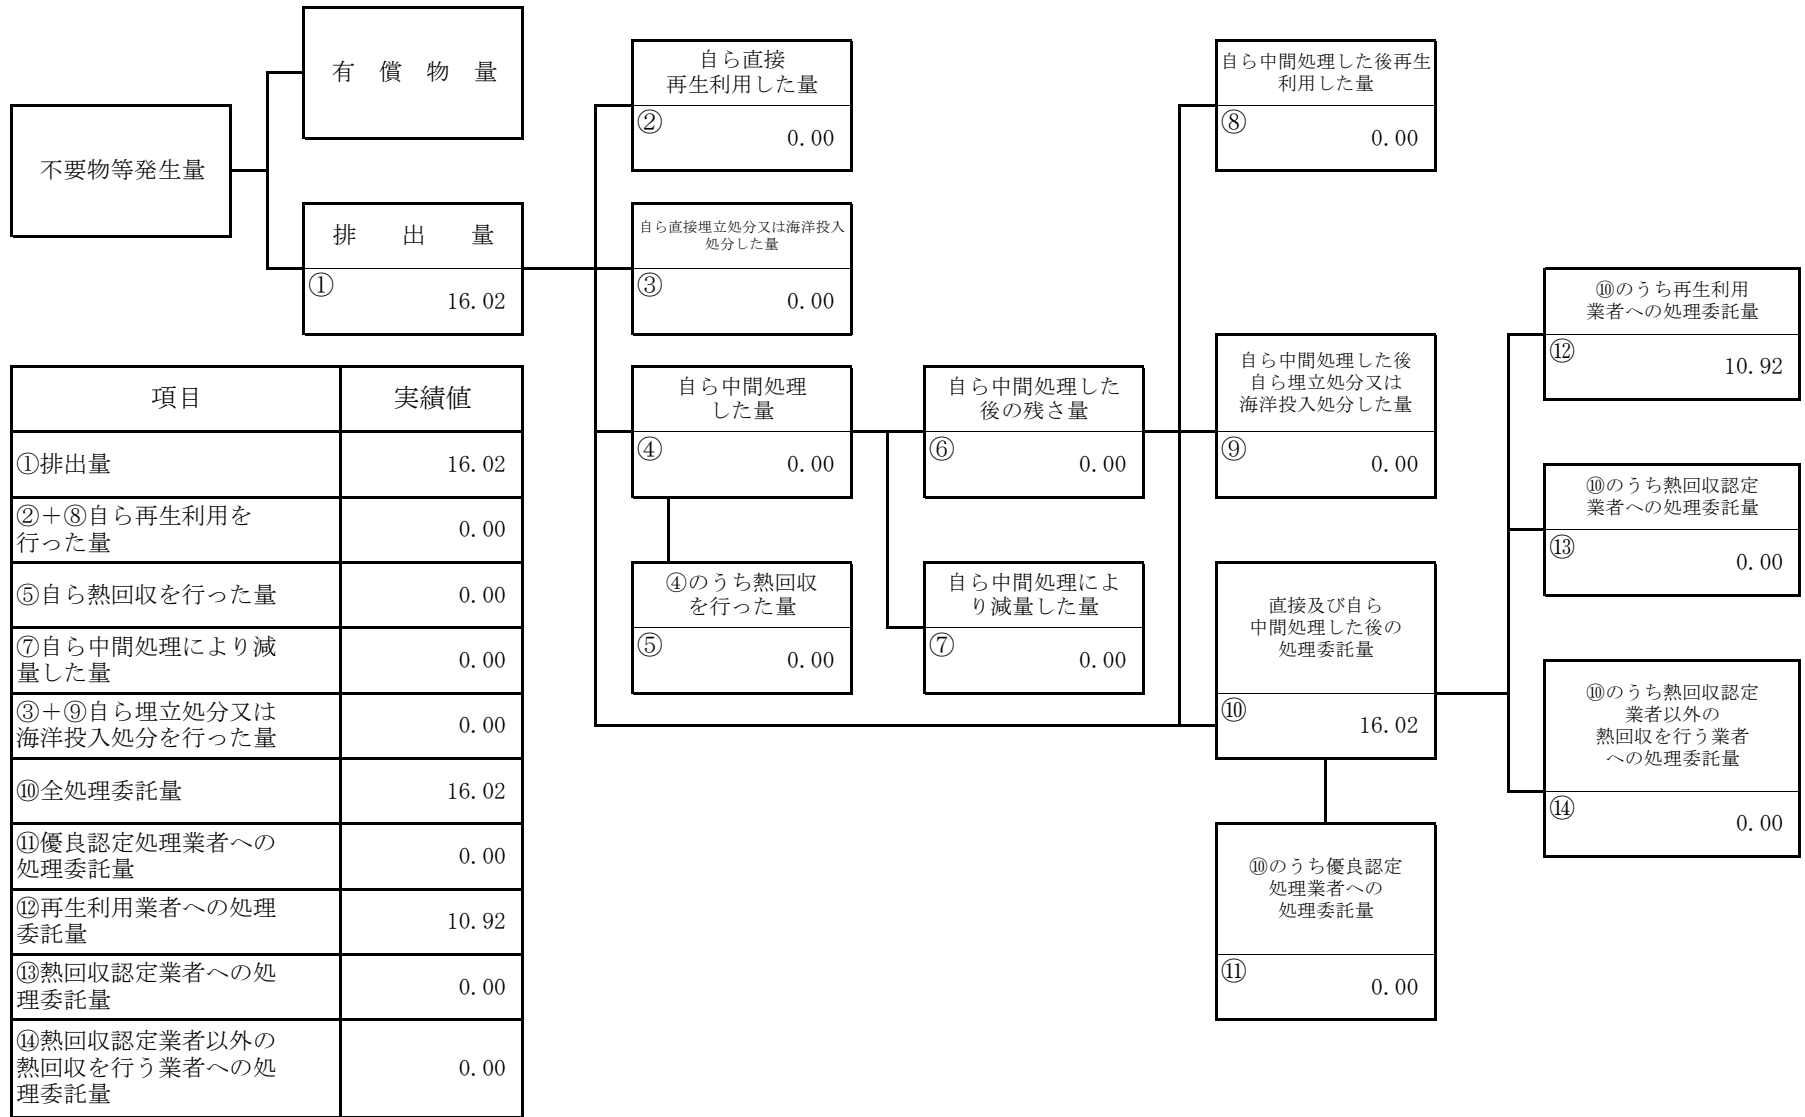 不要物等発生量
有 償 物 量
排 出 量
①
16.02
自ら直接
再生利用した量
②
0.00
自ら直接埋立処分又は海洋投入
処分した量
③
0.00
自ら中間処理
した量
④
0.00
④のうち熱回収
を行った量
⑤
0.00
自ら中間処理した
後の残さ量
⑥
0.00
自ら中間処理によ
り減量した量
⑦
0.00
自ら中間処理した後再生
利用した量
⑧
0.00
自ら中間処理した後
自ら埋立処分又は
海洋投入処分した量
⑨
0.00
直接及び自ら
中間処理した後の
処理委託量
⑩
16.02
⑩のうち優良認定
処理業者への
処理委託量
⑪
0.00
⑩のうち再生利用
業者への処理委託量
⑫
10.92
⑩のうち熱回収認定
業者への処理委託量
⑬
0.00
⑩のうち熱回収認定
業者以外の
熱回収を行う業者
への処理委託量
⑭
0.00
項目 実績値
①排出量 16.02
②+⑧自ら再生利用を
行った量 0.00
⑤自ら熱回収を行った量 0.00
⑦自ら中間処理により減
量した量 0.00
③+⑨自ら埋立処分又は
海洋投入処分を行った量 0.00
⑩全処理委託量 16.02
⑪優良認定処理業者への
処理委託量 0.00
⑫再生利用業者への処理
委託量 10.92
⑬熱回収認定業者への処
理委託量 0.00
⑭熱回収認定業者以外の
熱回収を行う業者への処
理委託量 0.00